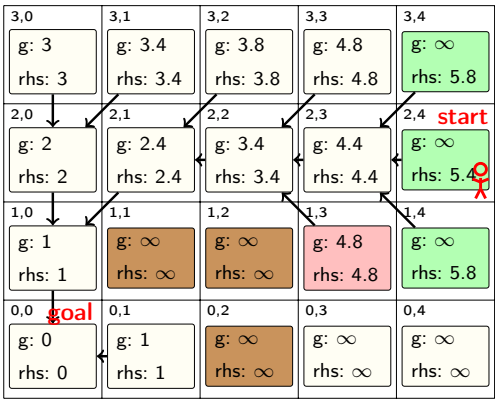 3,0 3,1 3,2 3,3 3,4
g: 3 g: 3.4 g: 3.8 g: 4.8 g: ∞
rhs: 3 rhs: 3.4 rhs: 3.8 rhs: 4.8 rhs: 5.8
2,0 2,1 2,2 2,3 2,4
start
g: 2 g: 2.4 g: 3.4 g: 4.4 g: ∞
rhs: 2 rhs: 2.4 rhs: 3.4 rhs: 4.4 rhs: 5.4
1,0 1,1 1,2 1,3 1,4
g: 1 g: ∞ g: ∞ g: 4.8 g: ∞
rhs: 1 rhs: ∞ rhs: ∞ rhs: 4.8 rhs: 5.8
0,0 0,1 0,2 0,3 0,4
goal
g: 0 g: 1 g: ∞ g: ∞ g: ∞
rhs: 0 rhs: 1 rhs: ∞ rhs: ∞ rhs: ∞